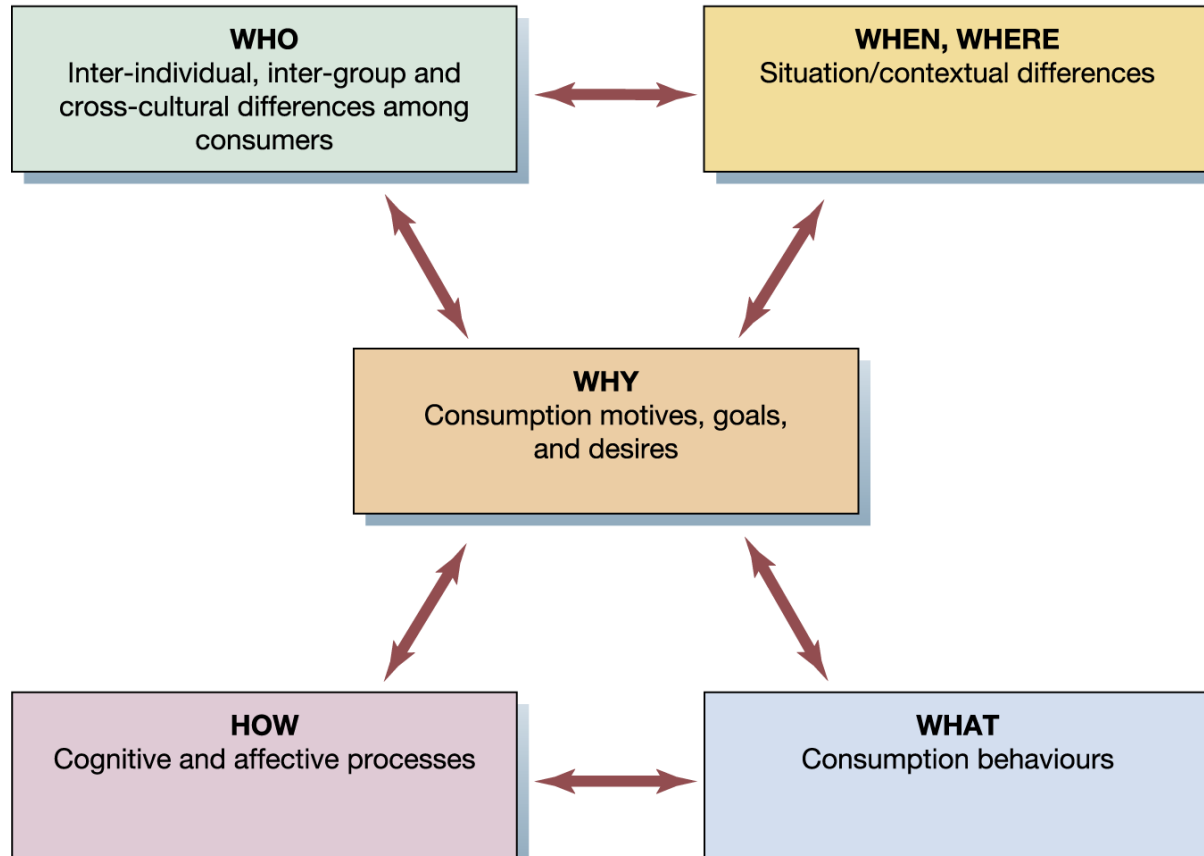 WHO
Inter-individual, inter-group and
cross-cultural differences among
consumers
WHEN, WHERE
Situation/contextual differences
WHY
Consumption motives, goals,
and desires
HOW
Cognitive and affective processes
WHAT
Consumption behaviours